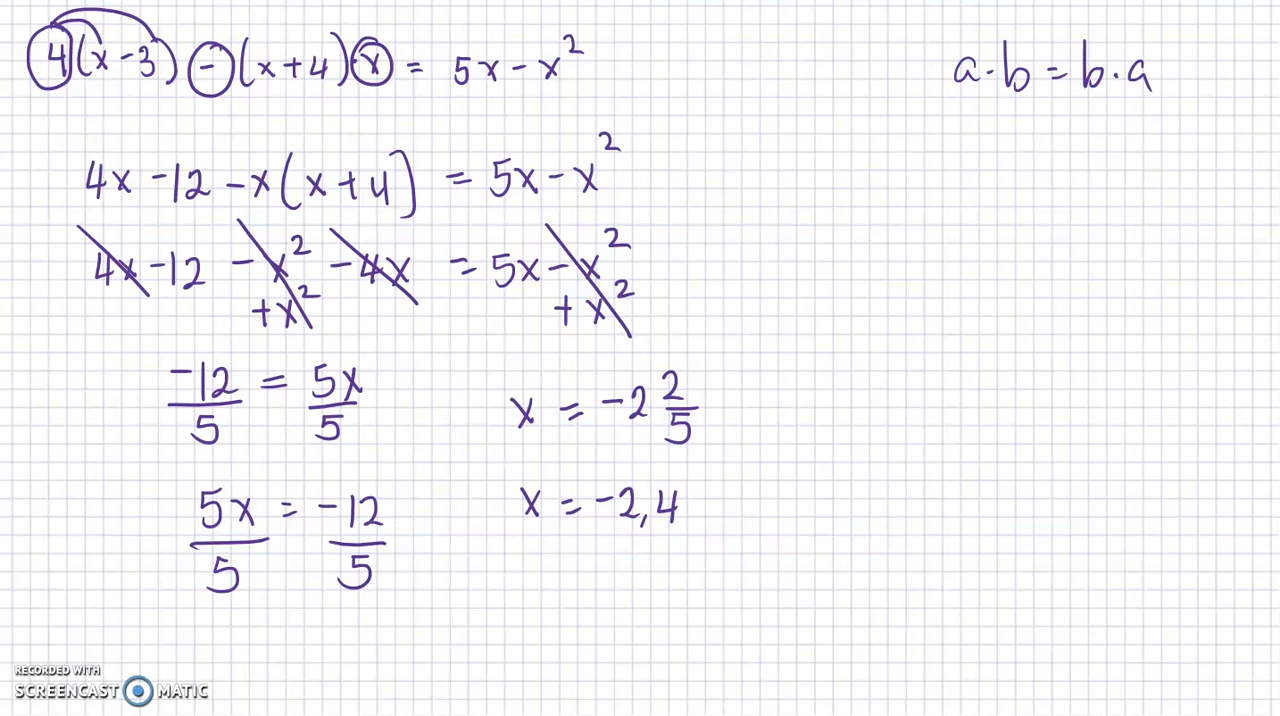 4(x-3) -(x+4)x = 5x-x²
a·b = b·a
4x -12 -x(x+4) = 5x-x²
4x -12 -x² -4x = 5x-x²
+x² +x²
-12/5 = 5x/5
x = -2 2/5
5x/5 = -12/5
x = -2,4
RECORDED WITH
SCREENCAST MATIC